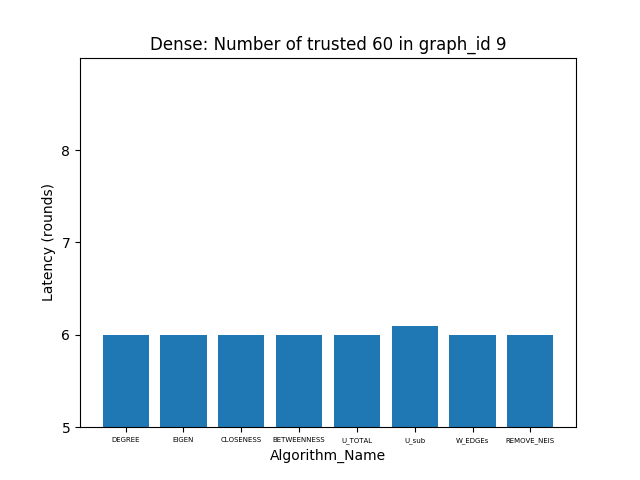 Dense: Number of trusted 60 in graph_id 9
Latency (rounds)
8
7
6
5
DEGREE EIGEN CLOSENESS BETWEENNESS U_TOTAL U_sub W_EDGEs REMOVE_NEIS
Algorithm_Name